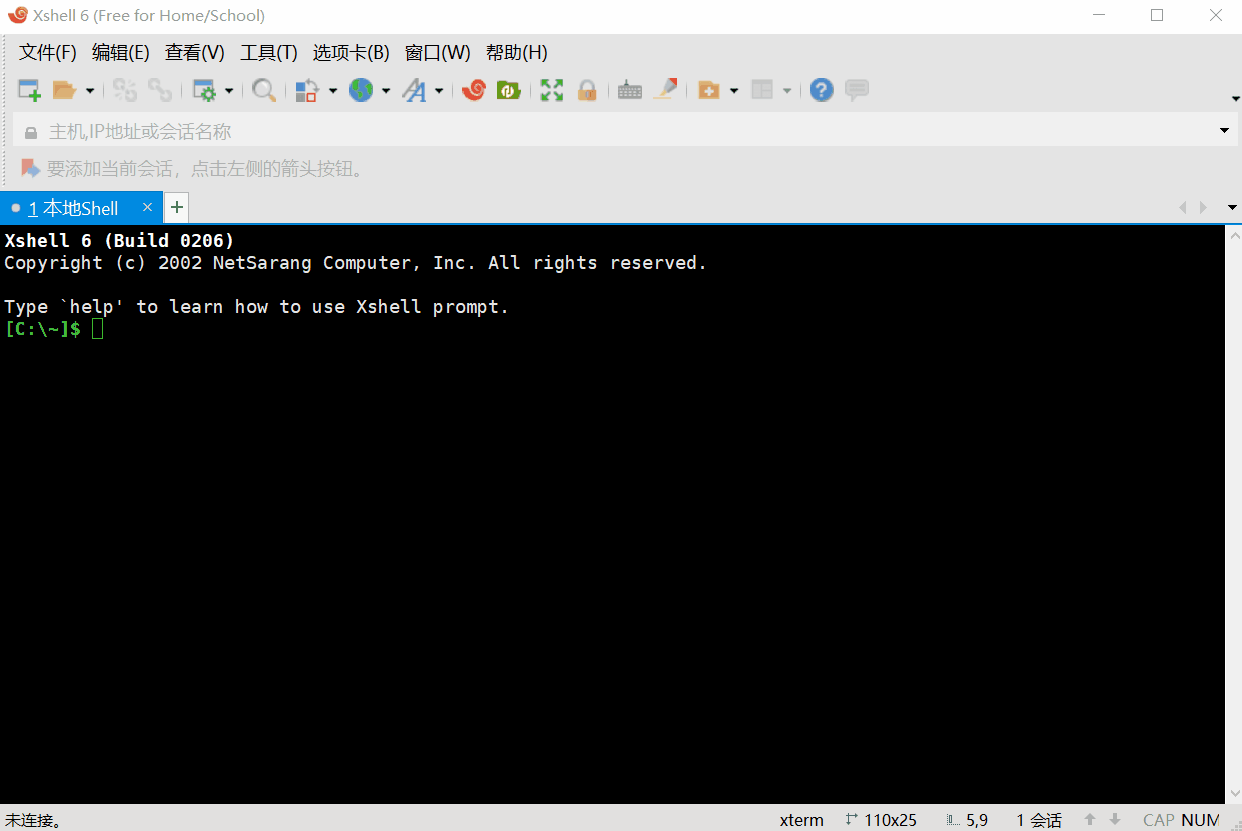 Xshell 6 (Free for Home/School)
文件(F) 编辑(E) 查看(V) 工具(T) 选项卡(B) 窗口(W) 帮助(H)
主机,IP地址或会话名称
要添加当前会话，点击左侧的箭头按钮。
1 本地Shell × +
Xshell 6 (Build 0206)
Copyright (c) 2002 NetSarang Computer, Inc. All rights reserved.
Type `help' to learn how to use Xshell prompt.
[C:\~]$
未连接。 xterm 110x25 5,9 1 会话 CAP NUM